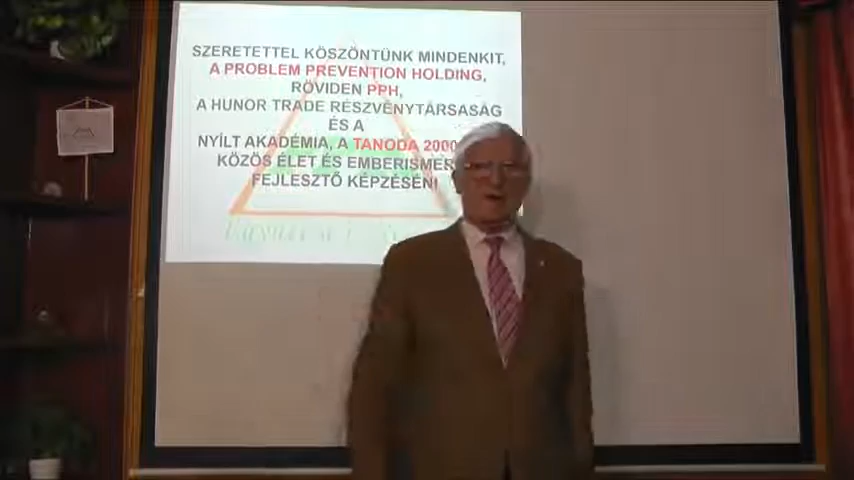 SZERETETTEL KÖSZÖNTÜNK MINDENKIT,
A PROBLEM PREVENTION HOLDING,
RÖVIDEN PPH,
A HUNOR TRADE RÉSZVÉNYTÁRSASÁG
ÉS A
NYÍLT AKADÉMIA, A TANODA 2000
KÖZÖS ÉLET ÉS EMBERISMER
FEJLESZTŐ KÉPZÉSEN!